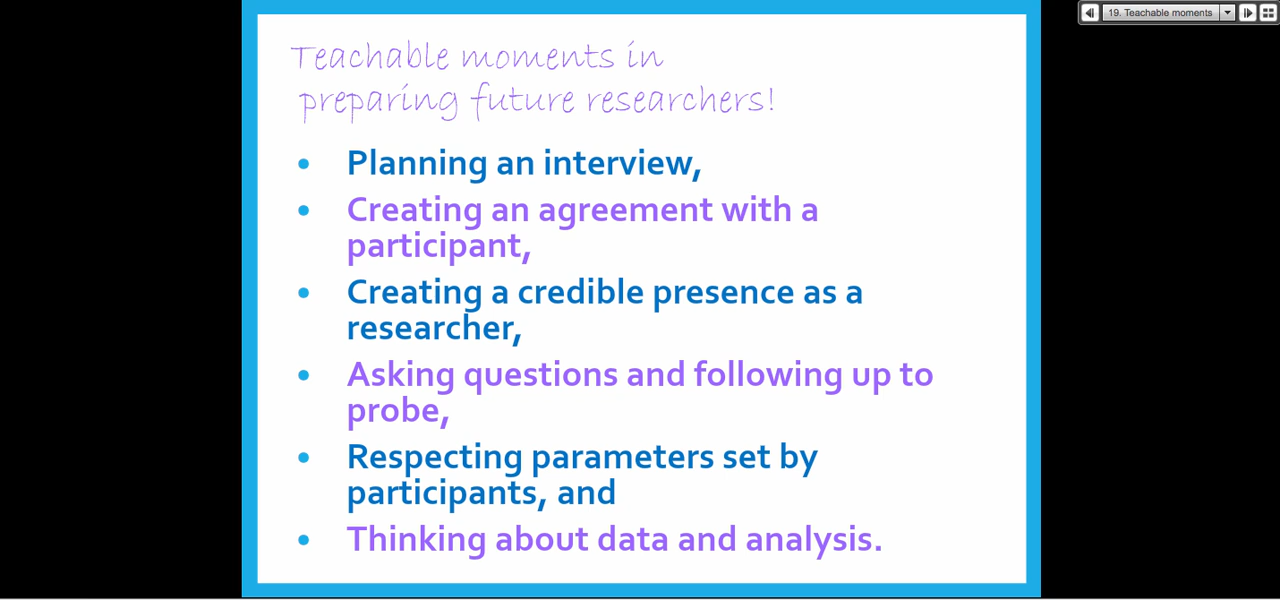 19. Teachable moments
Teachable moments in
preparing future researchers!
• Planning an interview,
• Creating an agreement with a
participant,
• Creating a credible presence as a
researcher,
• Asking questions and following up to
probe,
• Respecting parameters set by
participants, and
• Thinking about data and analysis.